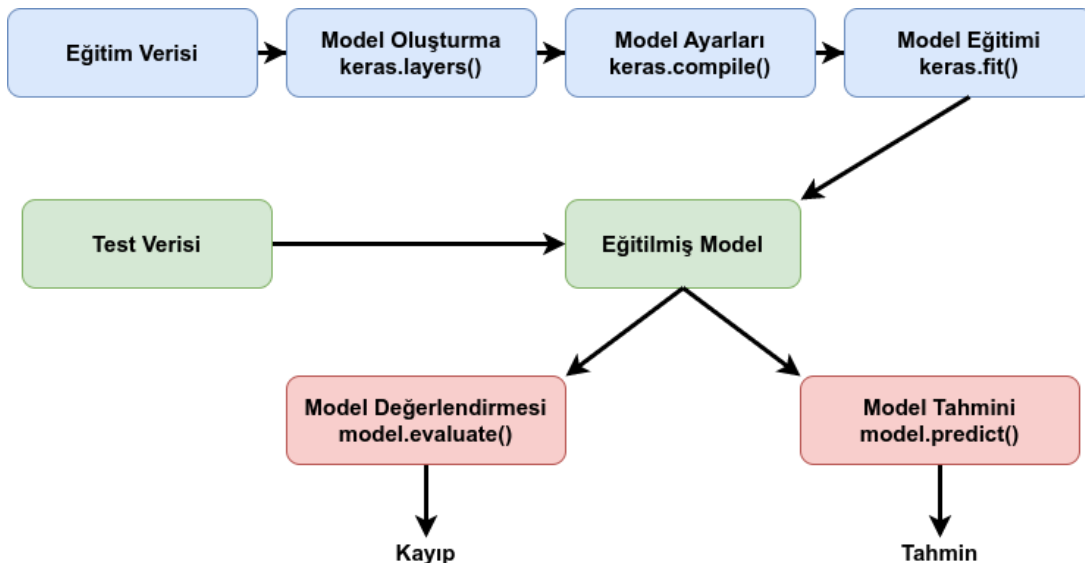 Eğitim Verisi
Model Oluşturma
keras.layers()
Model Ayarları
keras.compile()
Model Eğitimi
keras.fit()
Test Verisi
Eğitilmiş Model
Model Değerlendirmesi
model.evaluate()
Model Tahmini
model.predict()
Kayıp
Tahmin